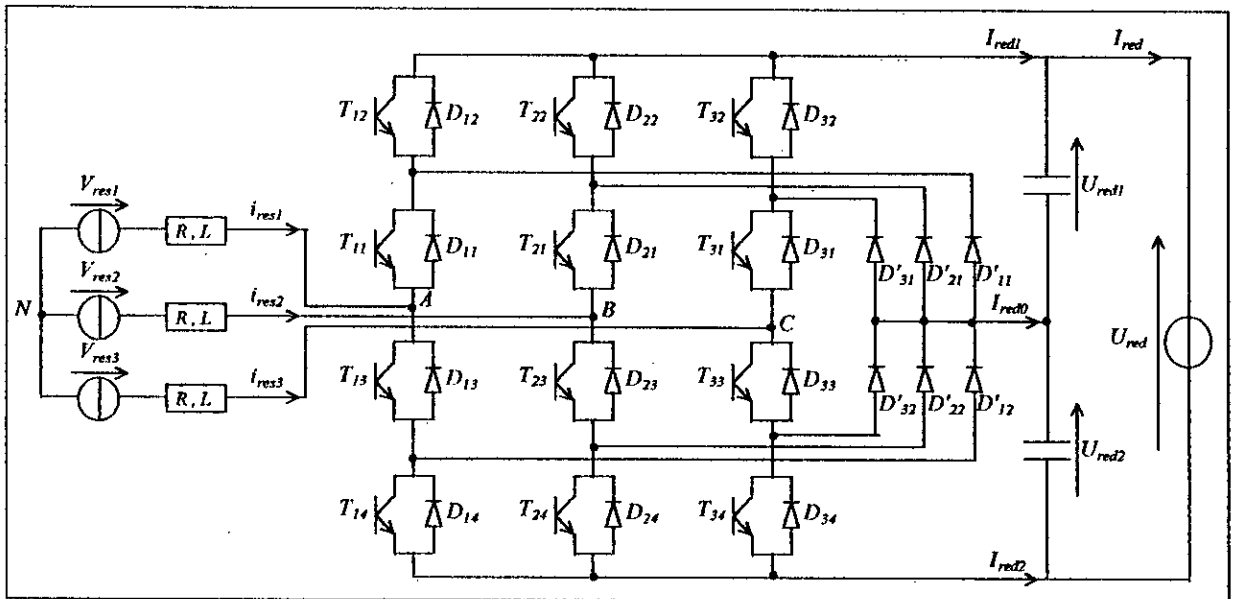 I_red1 I_red
T_12 D_12 T_22 D_22 T_32 D_32
V_res1 i_res1 R, L
U_red1
T_11 D_11 T_21 D_21 T_31 D_31
D'_31 D'_21 D'_11
V_res2 i_res2 R, L
N A B C
I_red0
U_red
V_res3 i_res3 R, L
T_13 D_13 T_23 D_23 T_33 D_33
D'_32 D'_22 D'_12
U_red2
T_14 D_14 T_24 D_24 T_34 D_34
I_red2